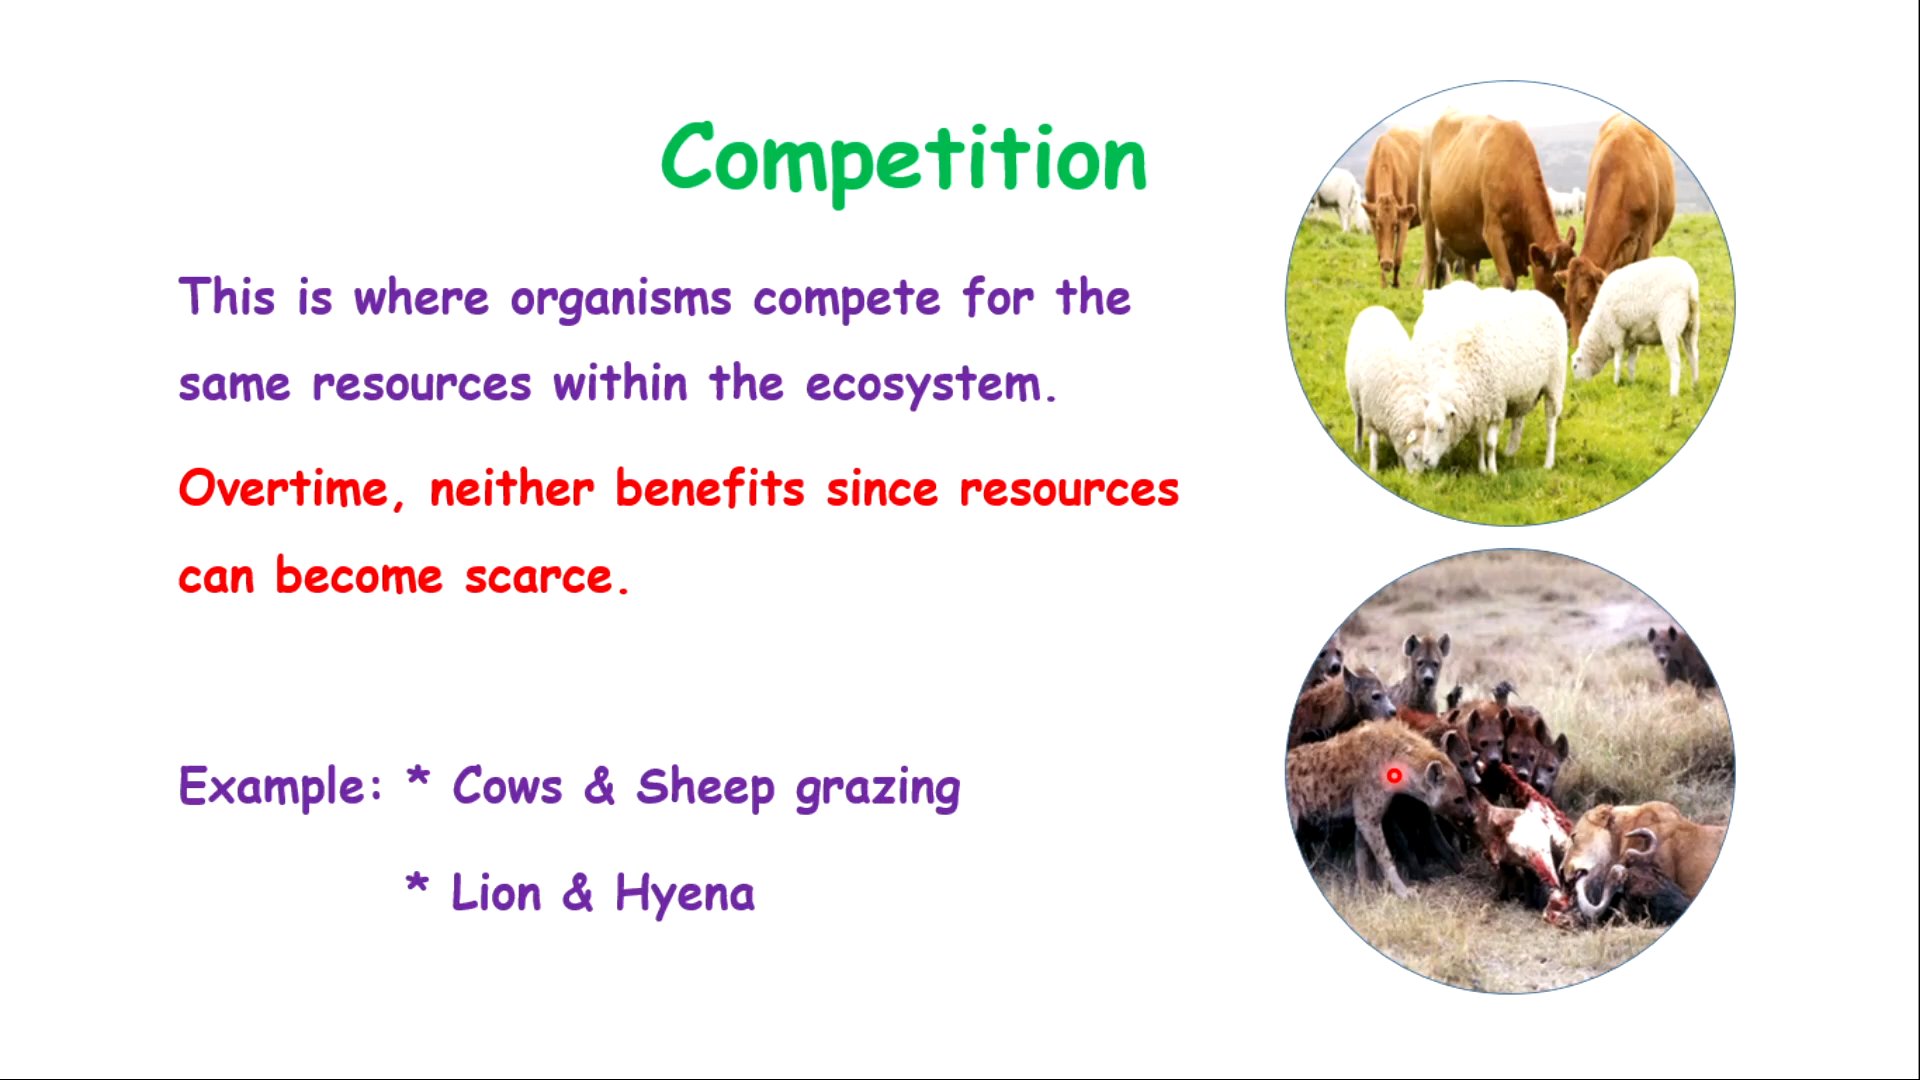 Competition
This is where organisms compete for the
same resources within the ecosystem.
Overtime, neither benefits since resources
can become scarce.
Example: * Cows & Sheep grazing
* Lion & Hyena